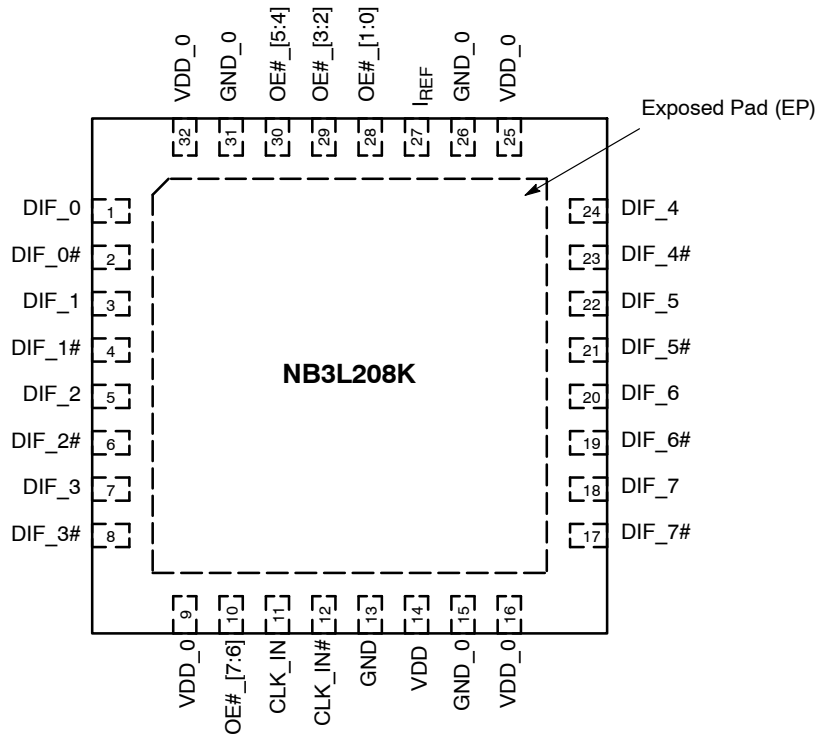 VDD_0
GND_0
OE#_[5:4]
OE#_[3:2]
OE#_[1:0]
IREF
GND_0
VDD_0
Exposed Pad (EP)
32
31
30
29
28
27
26
25
DIF_0 1
DIF_0# 2
DIF_1 3
DIF_1# 4
DIF_2 5
DIF_2# 6
DIF_3 7
DIF_3# 8
NB3L208K
24 DIF_4
23 DIF_4#
22 DIF_5
21 DIF_5#
20 DIF_6
19 DIF_6#
18 DIF_7
17 DIF_7#
9
10
11
12
13
14
15
16
VDD_0
OE#_[7:6]
CLK_IN
CLK_IN#
GND
VDD
GND_0
VDD_0